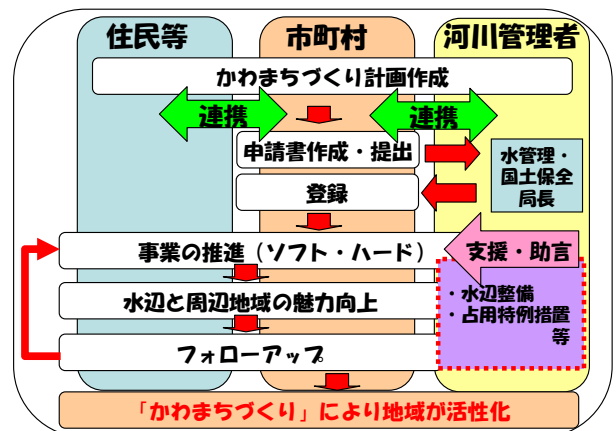 住民等
市町村
河川管理者
かわまちづくり計画作成
連携
連携
申請書作成・提出
水管理・
国土保全
局長
登録
事業の推進（ソフト・ハード）
支援・助言
水辺と周辺地域の魅力向上
・水辺整備
・占用特例措置
等
フォローアップ
「かわまちづくり」により地域が活性化